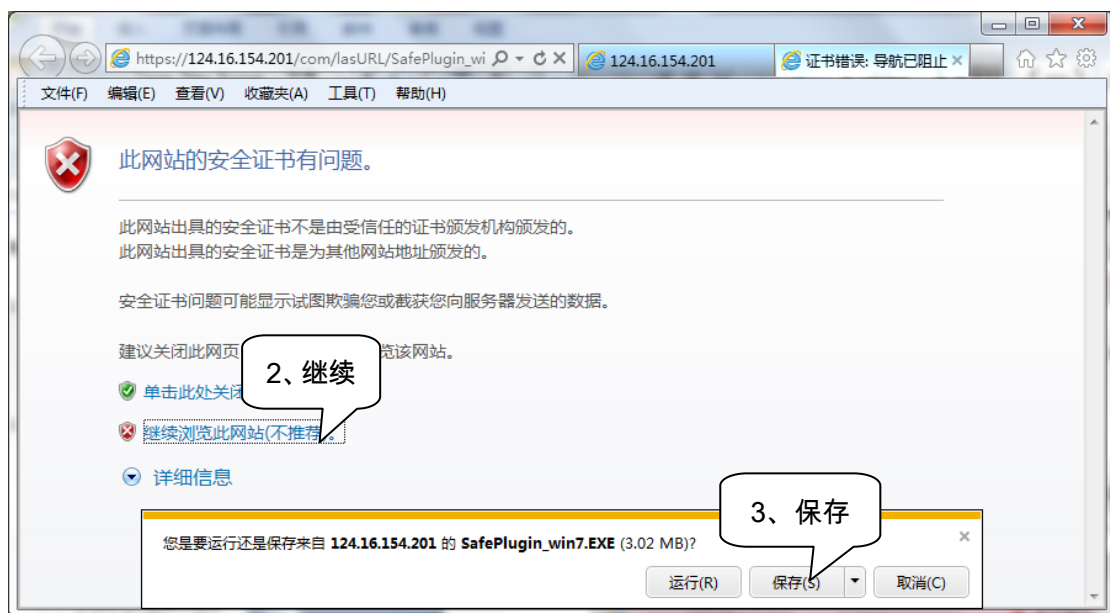 https://124.16.154.201/com/lasURL/SafePlugin_wi
124.16.154.201
证书错误: 导航已阻止
文件(F) 编辑(E) 查看(V) 收藏夹(A) 工具(T) 帮助(H)
此网站的安全证书有问题。
此网站出具的安全证书不是由受信任的证书颁发机构颁发的。
此网站出具的安全证书是为其他网站地址颁发的。
安全证书问题可能显示试图欺骗您或截获您向服务器发送的数据。
建议关闭此网页 览该网站。
2、继续
单击此处关闭
继续浏览此网站(不推荐)。
详细信息
3、保存
您是要运行还是保存来自 124.16.154.201 的 SafePlugin_win7.EXE (3.02 MB)?
运行(R) 保存(S) 取消(C)